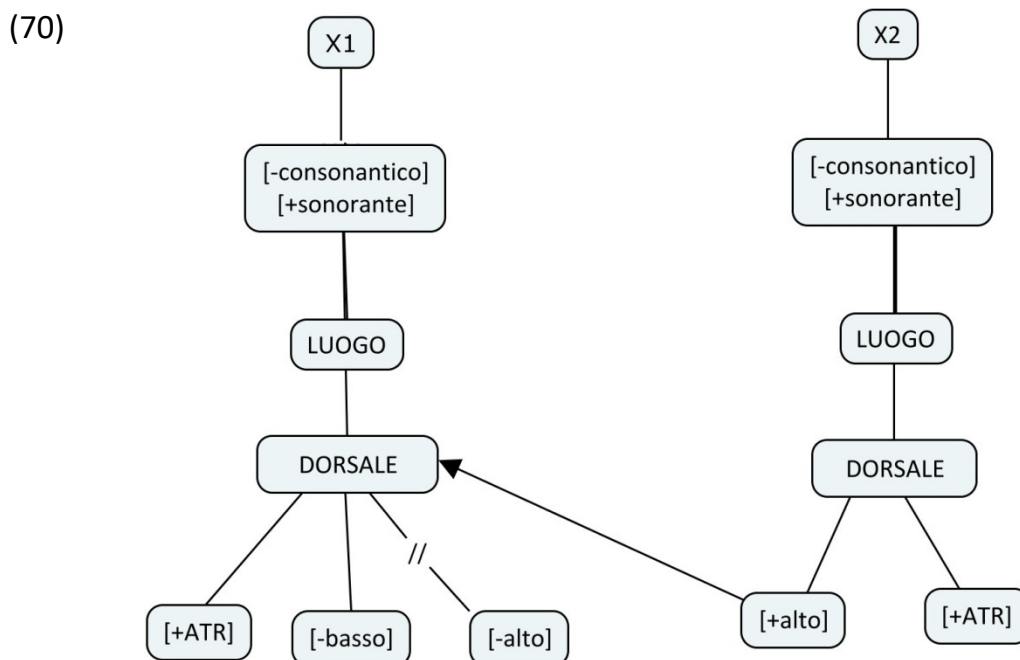 (70)
X1
X2
[-consonantico]
[+sonorante]
[-consonantico]
[+sonorante]
LUOGO
LUOGO
DORSALE
DORSALE
//
[+ATR]
[-basso]
[-alto]
[+alto]
[+ATR]